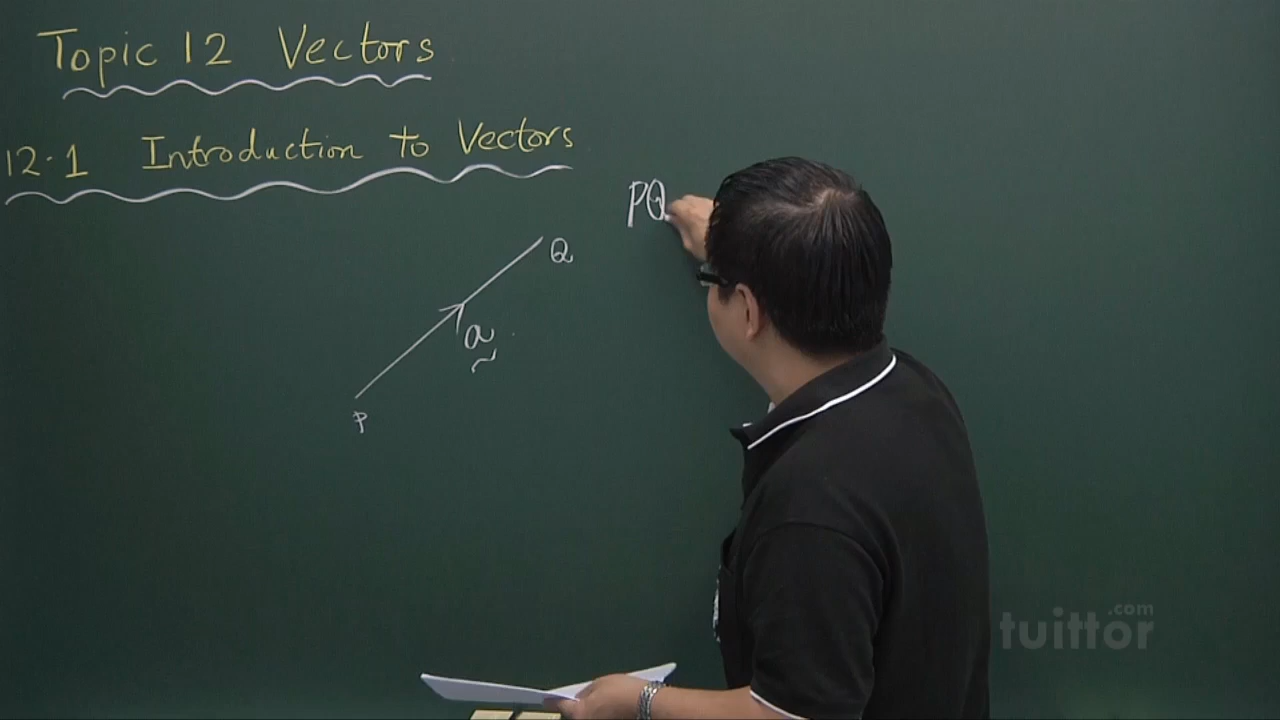 Topic 12 Vectors
12.1 Introduction to Vectors
PQ
Q
a
P
tuittor.com